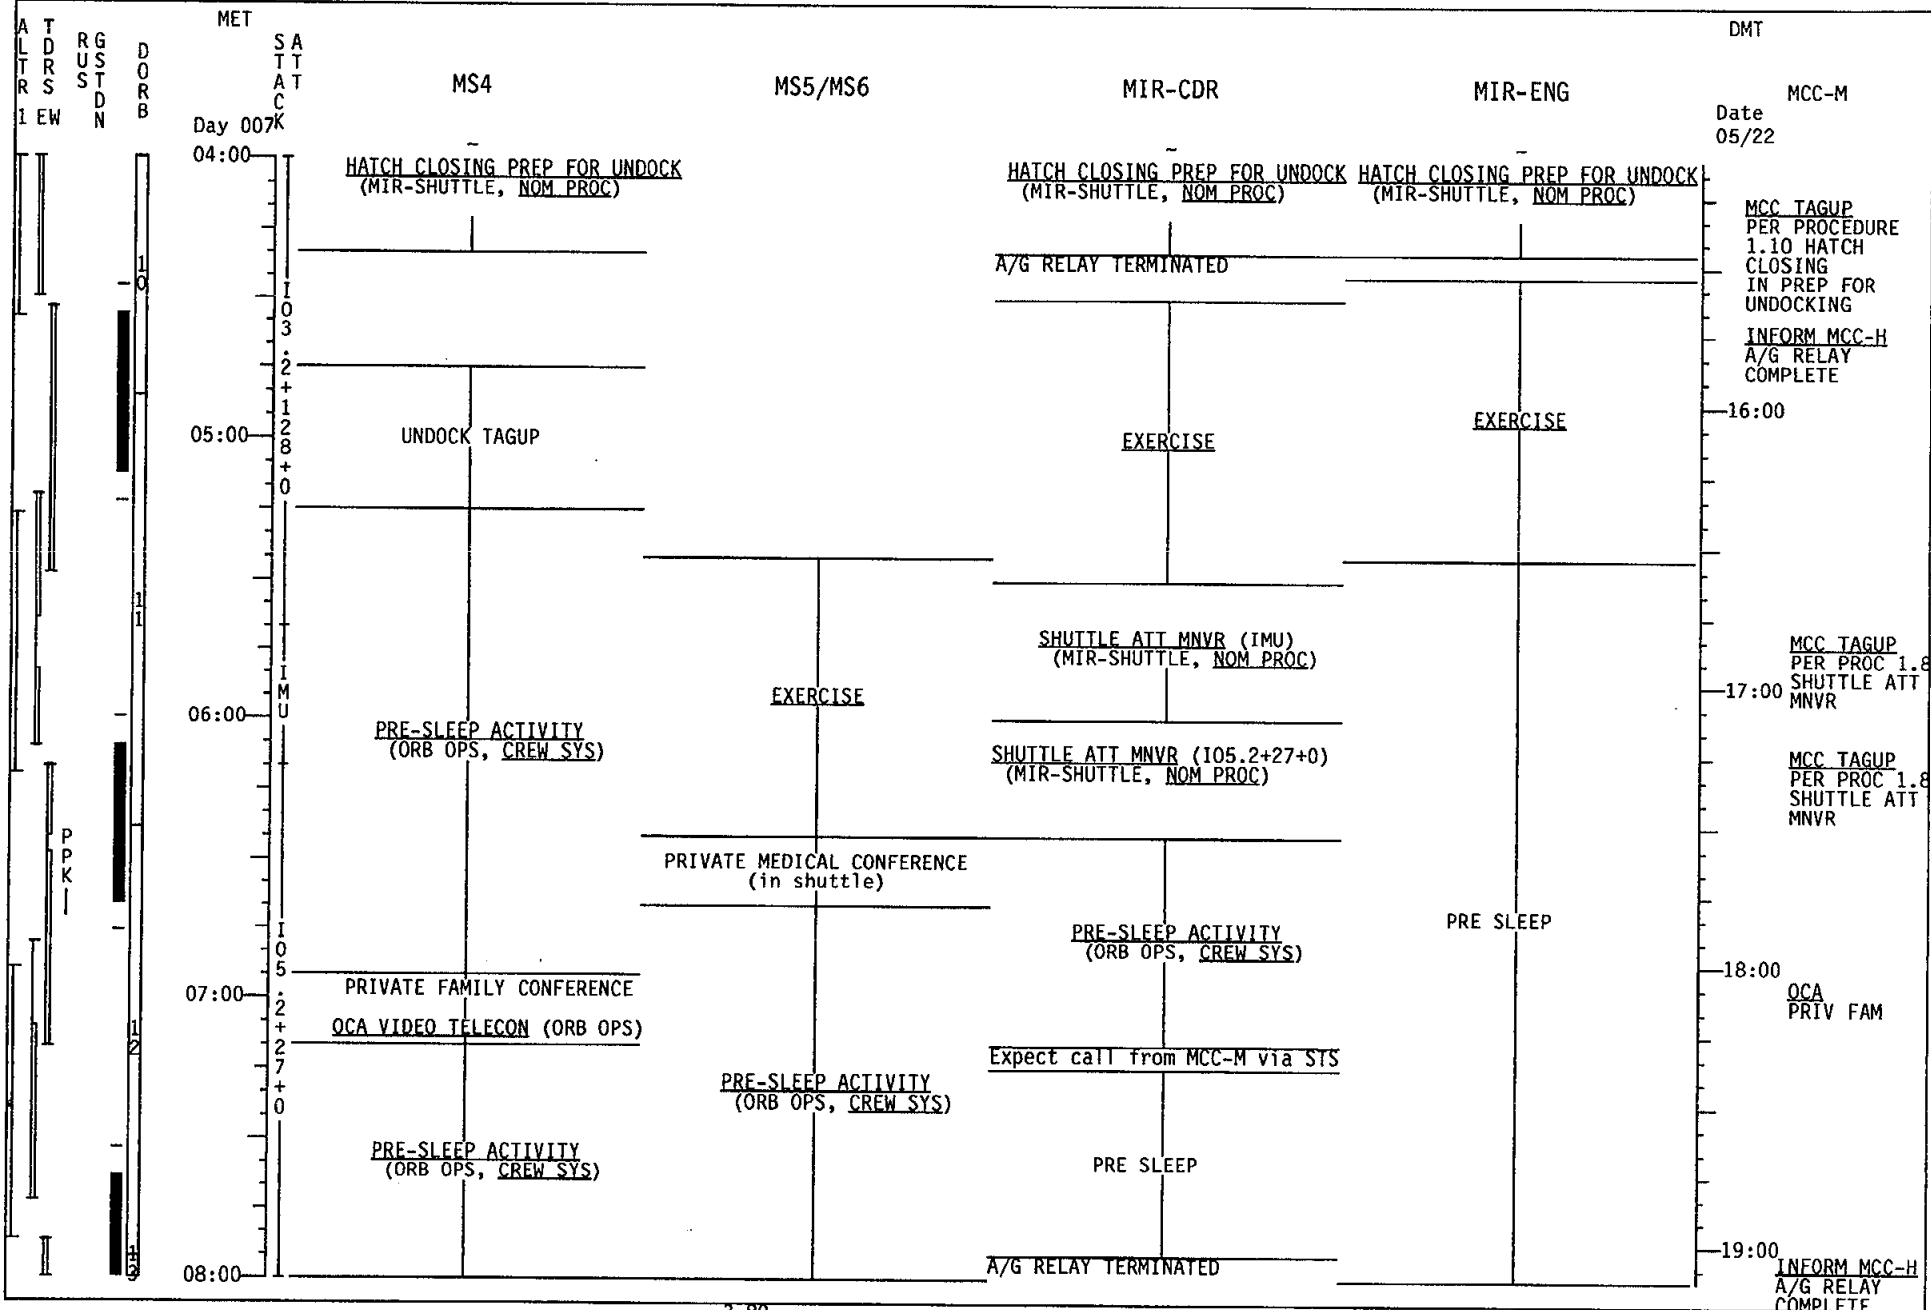 MET
DMT
ALTR
TDRS
RUS
GSTDN
DORB
STACK
ATT
1 EW
MS4
MS5/MS6
MIR-CDR
MIR-ENG
MCC-M
Day 007
Date
05/22
04:00
05:00
06:00
07:00
08:00
10
11
12
13
PPK
IO3.2+128+0
IMU
IO5.2+27+0
HATCH CLOSING PREP FOR UNDOCK
(MIR-SHUTTLE, NOM PROC)
UNDOCK TAGUP
PRE-SLEEP ACTIVITY
(ORB OPS, CREW SYS)
PRIVATE FAMILY CONFERENCE
OCA VIDEO TELECON (ORB OPS)
PRE-SLEEP ACTIVITY
(ORB OPS, CREW SYS)
EXERCISE
PRIVATE MEDICAL CONFERENCE
(in shuttle)
PRE-SLEEP ACTIVITY
(ORB OPS, CREW SYS)
HATCH CLOSING PREP FOR UNDOCK
(MIR-SHUTTLE, NOM PROC)
A/G RELAY TERMINATED
EXERCISE
SHUTTLE ATT MNVR (IMU)
(MIR-SHUTTLE, NOM PROC)
SHUTTLE ATT MNVR (IO5.2+27+0)
(MIR-SHUTTLE, NOM PROC)
PRE-SLEEP ACTIVITY
(ORB OPS, CREW SYS)
Expect call from MCC-M via STS
PRE SLEEP
A/G RELAY TERMINATED
HATCH CLOSING PREP FOR UNDOCK
(MIR-SHUTTLE, NOM PROC)
EXERCISE
PRE SLEEP
16:00
17:00
18:00
19:00
MCC TAGUP
PER PROCEDURE
1.10 HATCH
CLOSING
IN PREP FOR
UNDOCKING
INFORM MCC-H
A/G RELAY
COMPLETE
MCC TAGUP
PER PROC 1.8
SHUTTLE ATT
MNVR
MCC TAGUP
PER PROC 1.8
SHUTTLE ATT
MNVR
OCA
PRIV FAM
INFORM MCC-H
A/G RELAY
COMPLETE